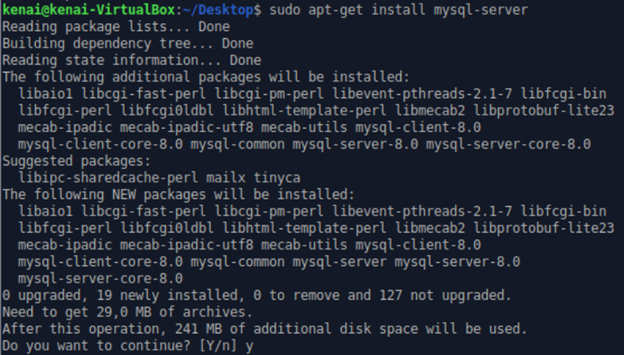 kenai@kenai-VirtualBox:~/Desktop$ sudo apt-get install mysql-server
Reading package lists... Done
Building dependency tree... Done
Reading state information... Done
The following additional packages will be installed:
  libaio1 libcgi-fast-perl libcgi-pm-perl libevent-pthreads-2.1-7 libfcgi-bin
  libfcgi-perl libfcgi0ldbl libhtml-template-perl libmecab2 libprotobuf-lite23
  mecab-ipadic mecab-ipadic-utf8 mecab-utils mysql-client-8.0
  mysql-client-core-8.0 mysql-common mysql-server-8.0 mysql-server-core-8.0
Suggested packages:
  libipc-sharedcache-perl mailx tinyca
The following NEW packages will be installed:
  libaio1 libcgi-fast-perl libcgi-pm-perl libevent-pthreads-2.1-7 libfcgi-bin
  libfcgi-perl libfcgi0ldbl libhtml-template-perl libmecab2 libprotobuf-lite23
  mecab-ipadic mecab-ipadic-utf8 mecab-utils mysql-client-8.0
  mysql-client-core-8.0 mysql-common mysql-server mysql-server-8.0
  mysql-server-core-8.0
0 upgraded, 19 newly installed, 0 to remove and 127 not upgraded.
Need to get 29,0 MB of archives.
After this operation, 241 MB of additional disk space will be used.
Do you want to continue? [Y/n] y